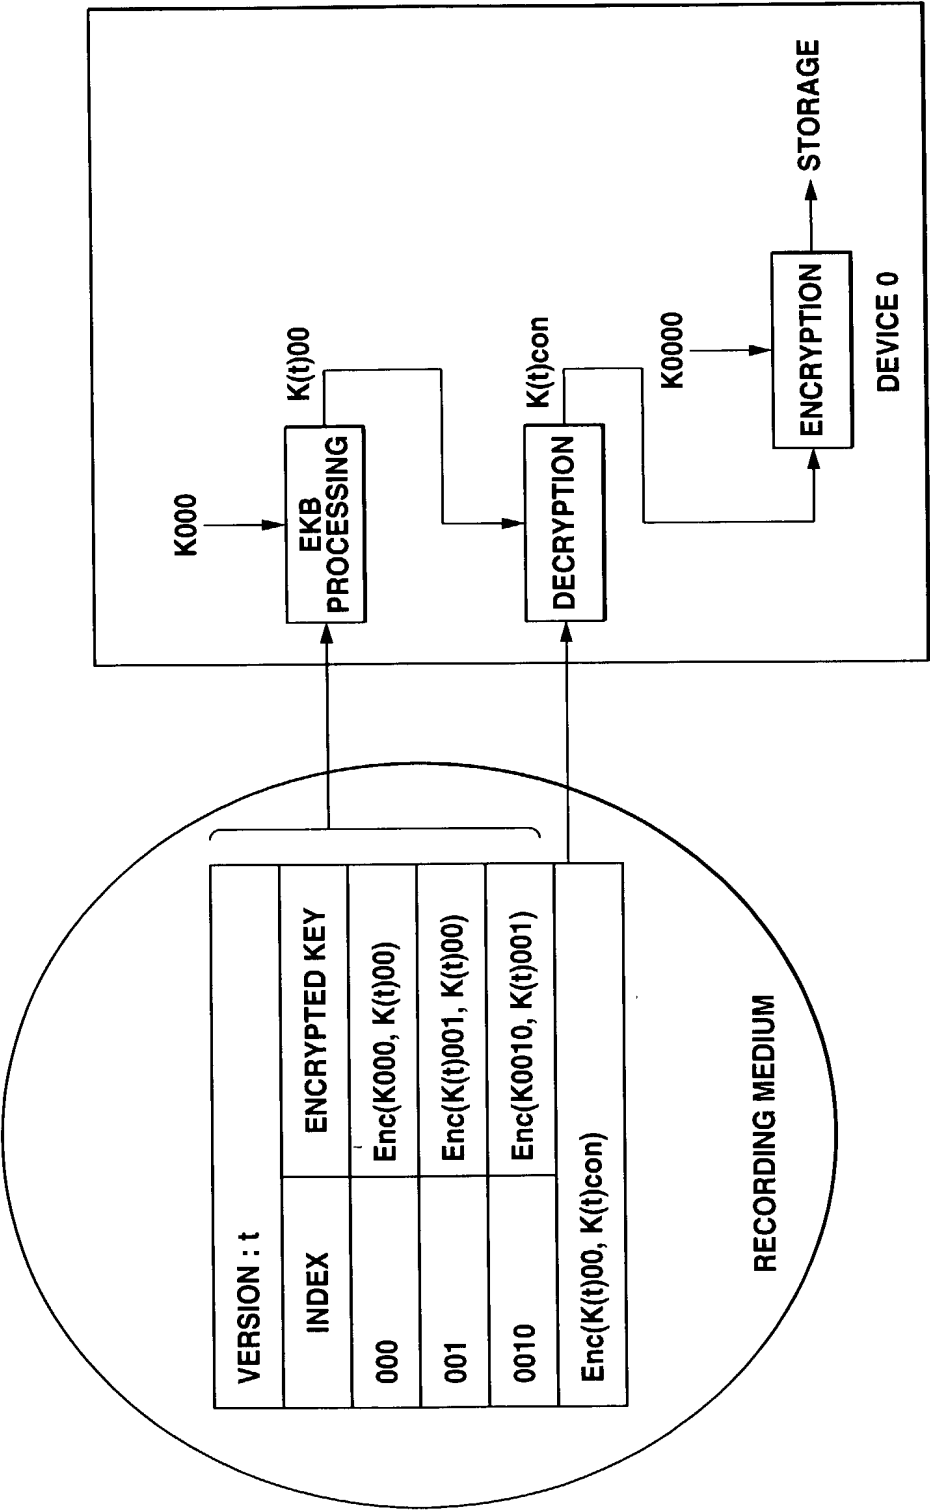 VERSION : t
INDEX ENCRYPTED KEY
000 Enc(K000, K(t)00)
001 Enc(K(t)001, K(t)00)
0010 Enc(K0010, K(t)001)
Enc(K(t)00, K(t)con)
RECORDING MEDIUM
K000
EKB
PROCESSING
K(t)00
DECRYPTION
K(t)con
K0000
ENCRYPTION
STORAGE
DEVICE 0